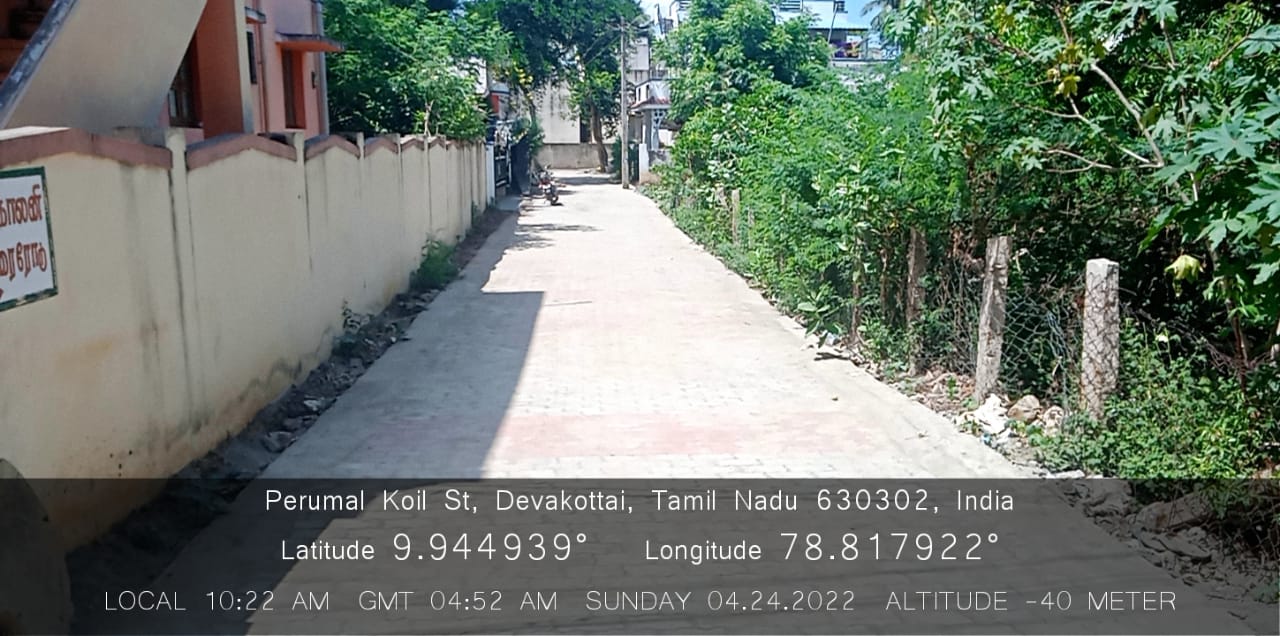 காலனி
Perumal Koil St, Devakottai, Tamil Nadu 630302, India
Latitude 9.944939° Longitude 78.817922°
LOCAL 10:22 AM GMT 04:52 AM SUNDAY 04.24.2022 ALTITUDE -40 METER